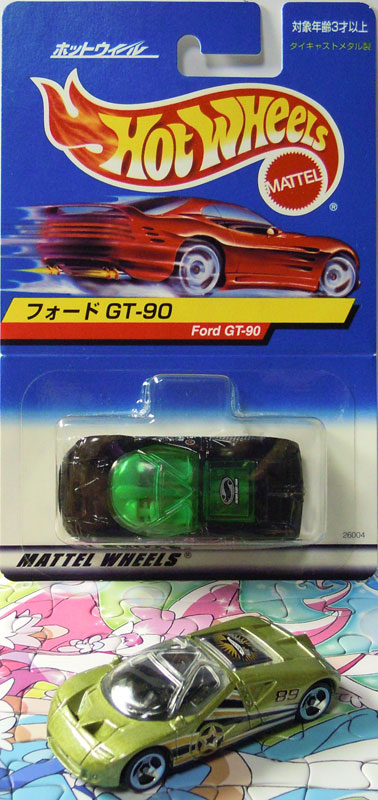 ホットウィール
対象年齢3才以上
ダイキャストメタル製
HOT WHEELS
MATTEL
®
フォード GT-90
Ford GT-90
26004
MATTEL WHEELS®
89